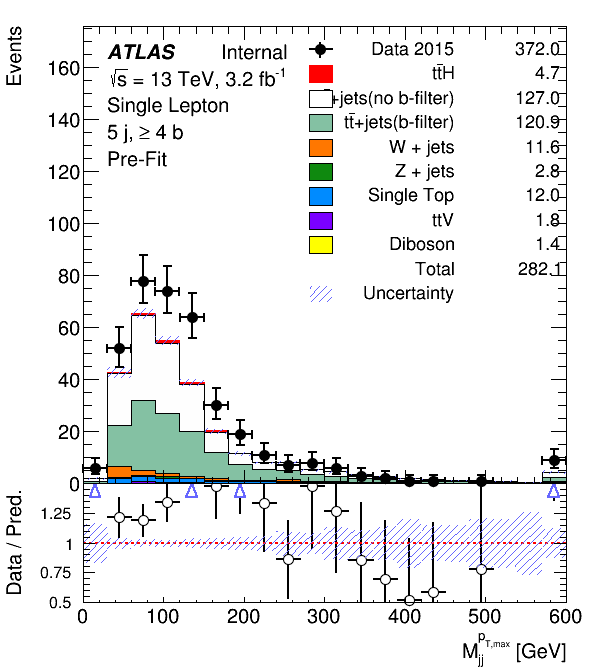 Events
ATLAS Internal
√s = 13 TeV, 3.2 fb-1
Single Lepton
5 j, ≥ 4 b
Pre-Fit
Data 2015 372.0
tt̄H 4.7
+jets(no b-filter) 127.0
tt̄+jets(b-filter) 120.9
W + jets 11.6
Z + jets 2.8
Single Top 12.0
ttV 1.8
Diboson 1.4
Total 282.1
Uncertainty
160
140
120
100
80
60
40
20
0
Data / Pred.
1.25
1
0.75
0.5
0 100 200 300 400 500 600
M_jj^{p_T,max} [GeV]